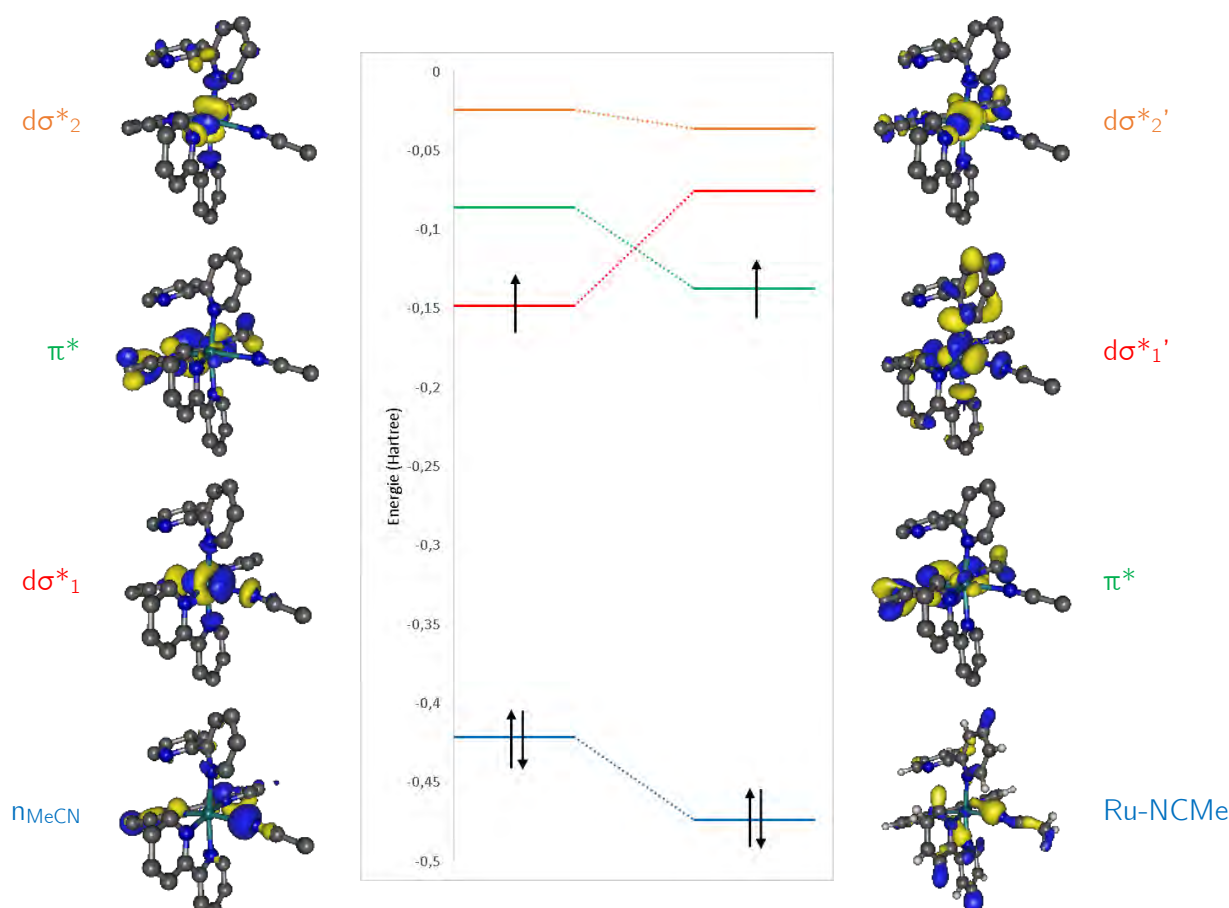 dσ*₂
π*
dσ*₁
nMeCN
Energie (Hartree)
0
-0,05
-0,1
-0,15
-0,2
-0,25
-0,3
-0,35
-0,4
-0,45
-0,5
dσ*₂'
dσ*₁'
π*
Ru-NCMe